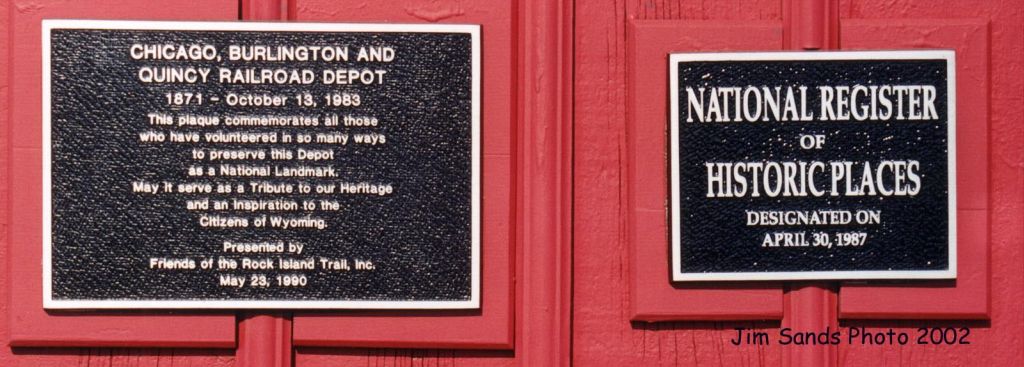 CHICAGO, BURLINGTON AND
QUINCY RAILROAD DEPOT
1871 - October 13, 1983
This plaque commemorates all those
who have volunteered in so many ways
to preserve this Depot
as a National Landmark.
May it serve as a Tribute to our Heritage
and an inspiration to the
Citizens of Wyoming.
Presented by
Friends of the Rock Island Trail, Inc.
May 23, 1990
NATIONAL REGISTER
OF
HISTORIC PLACES
DESIGNATED ON
APRIL 30, 1987
Jim Sands Photo 2002